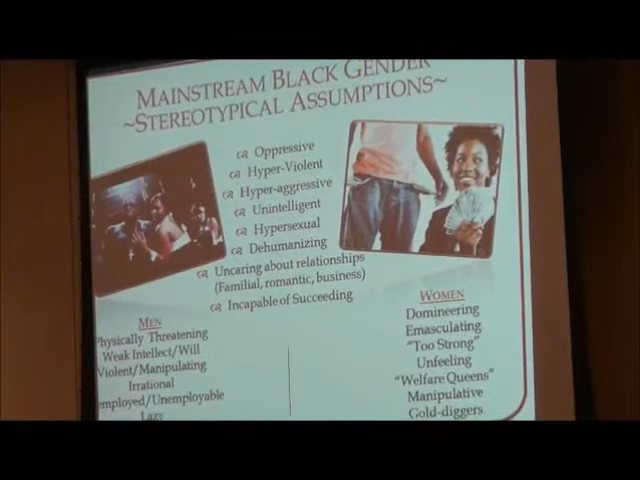 MAINSTREAM BLACK GENDER
~STEREOTYPICAL ASSUMPTIONS~
Oppressive
Hyper-Violent
Hyper-aggressive
Unintelligent
Hypersexual
Dehumanizing
Uncaring about relationships
(Familial, romantic, business)
Incapable of Succeeding
MEN
Physically Threatening
Weak Intellect/Will
Violent/Manipulating
Irrational
employed/Unemployable
Lazy
WOMEN
Domineering
Emasculating
"Too Strong"
Unfeeling
"Welfare Queens"
Manipulative
Gold-diggers